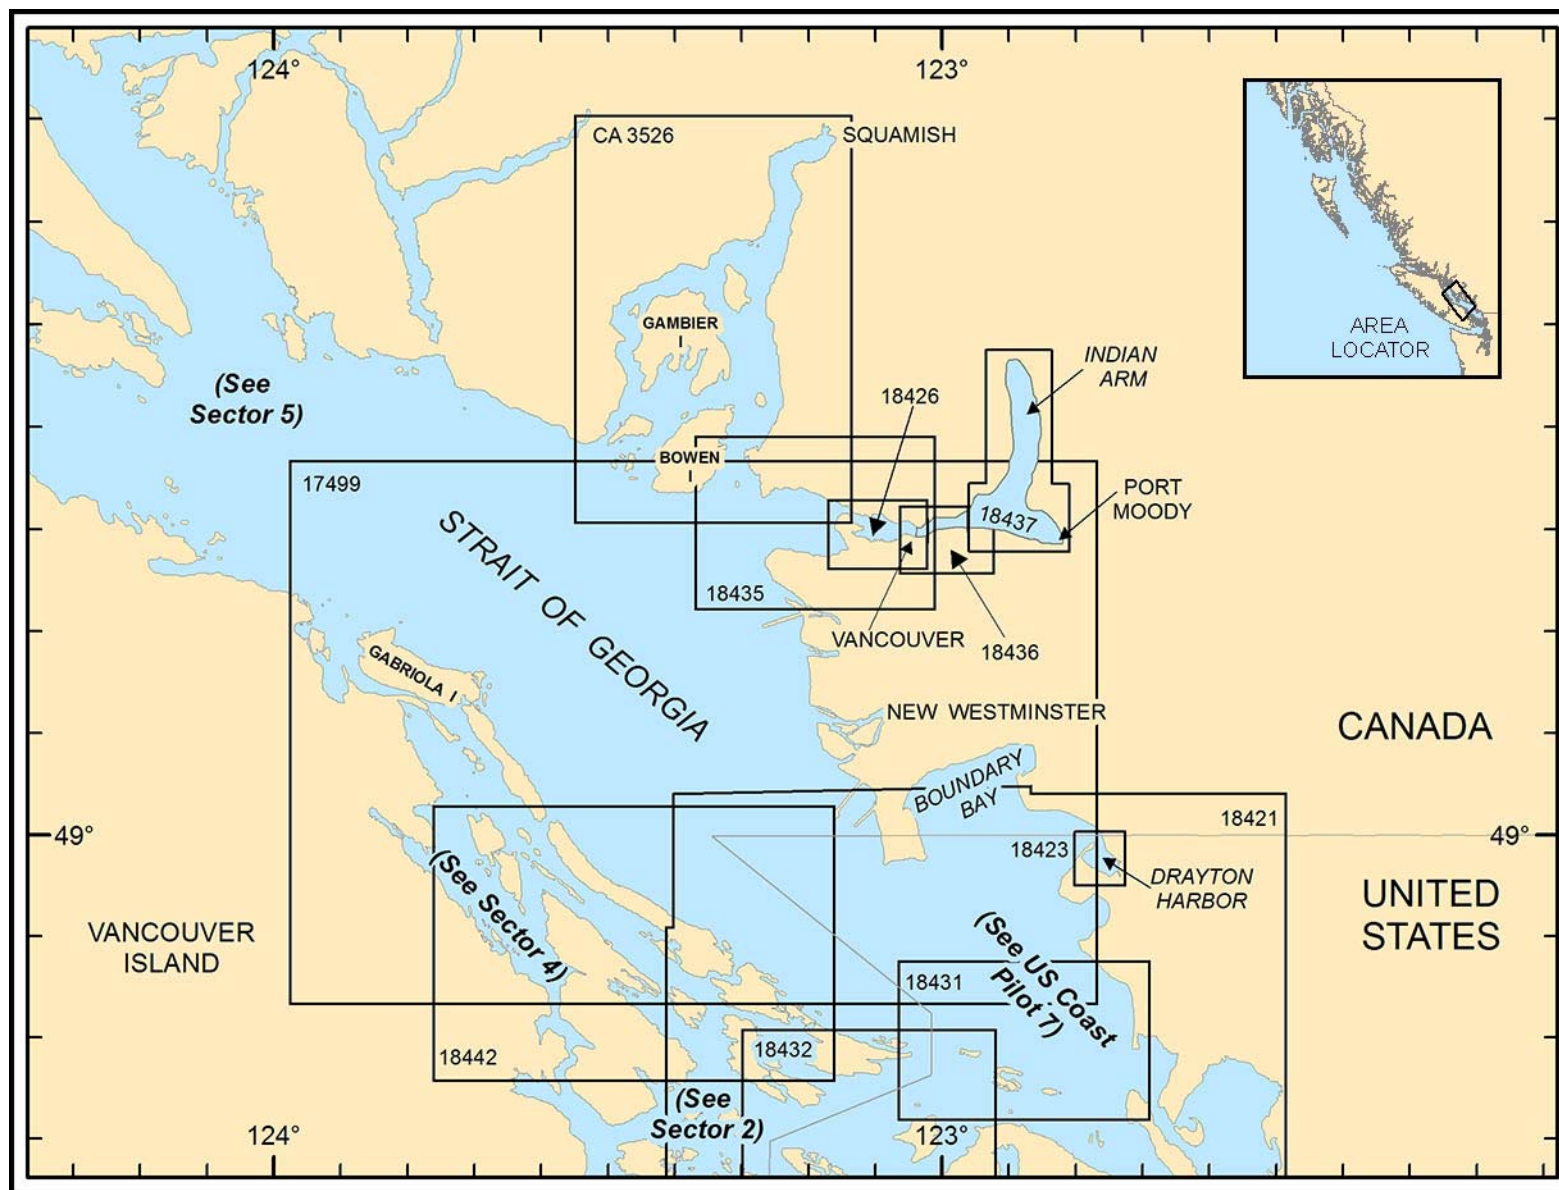 124°
123°
CA 3526
SQUAMISH
AREA
LOCATOR
GAMBIER
I
INDIAN
ARM
(See
Sector 5)
18426
BOWEN
I
17499
PORT
MOODY
18437
STRAIT OF GEORGIA
18435
VANCOUVER
18436
GABRIOLA I
NEW WESTMINSTER
CANADA
BOUNDARY
BAY
18421
49°
49°
18423
DRAYTON
HARBOR
UNITED
STATES
(See Sector 4)
VANCOUVER
ISLAND
(See US Coast
Pilot 7)
18431
18442
18432
(See
Sector 2)
124°
123°